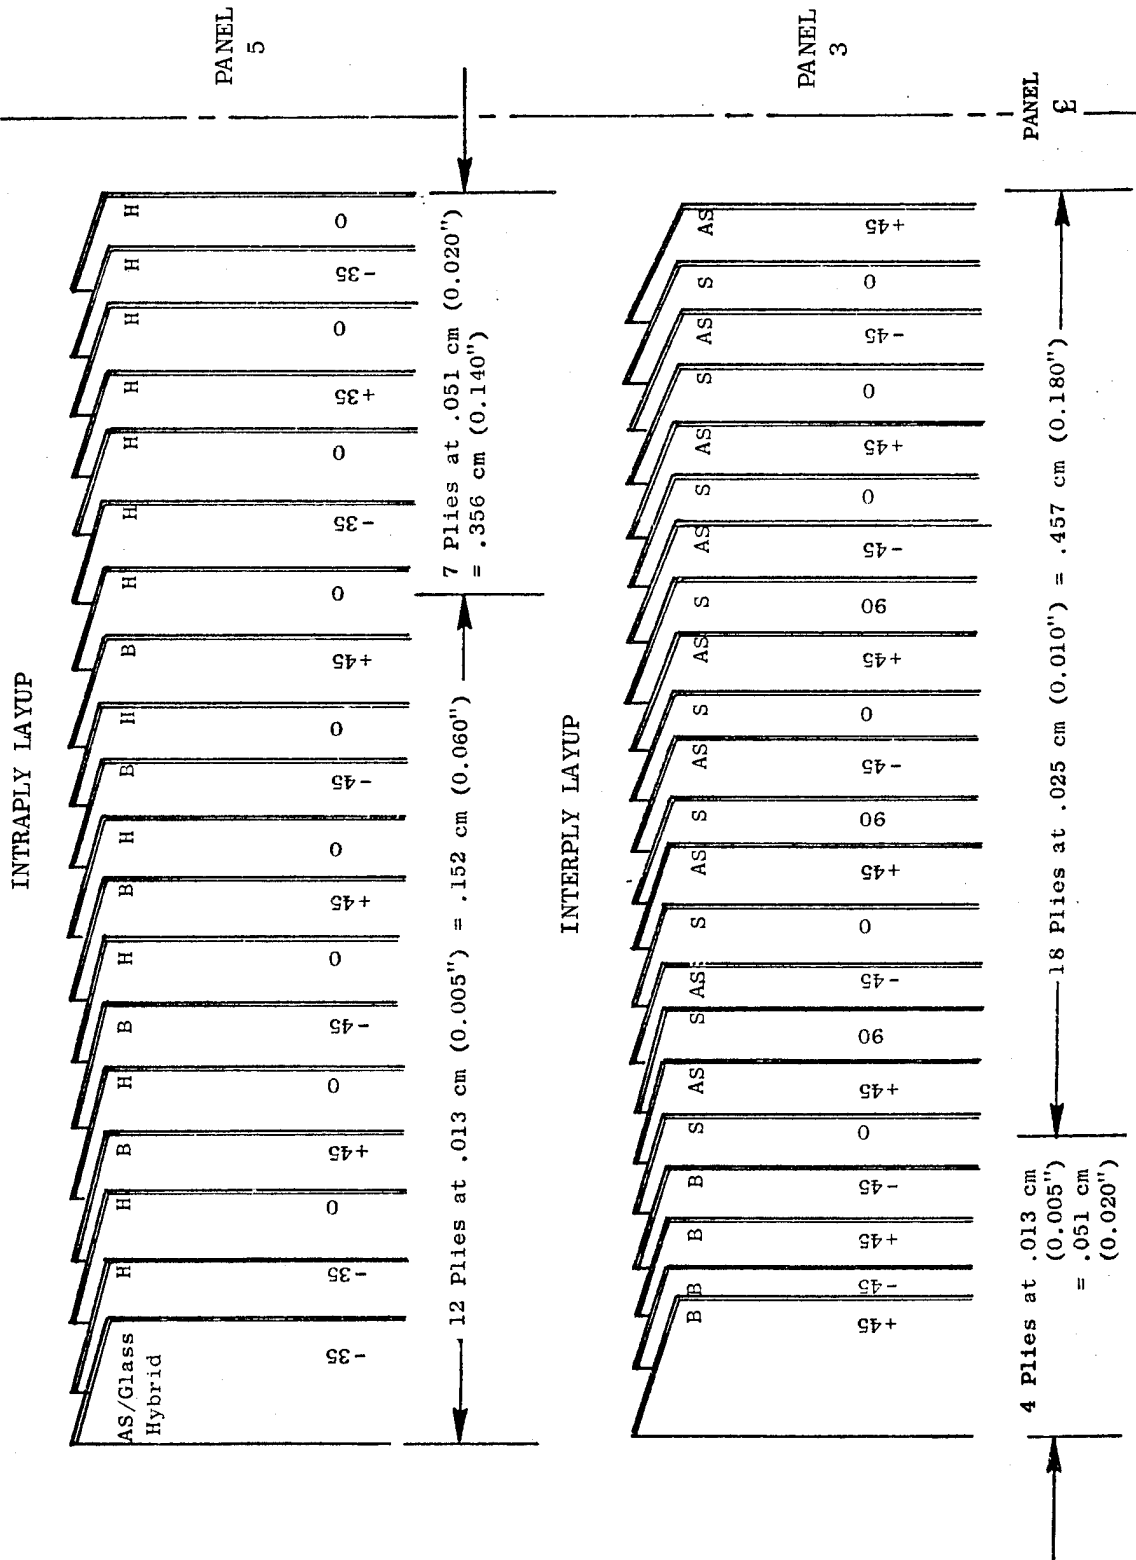 INTRAPLY LAYUP
PANEL
5
AS/Glass
Hybrid
H H B H B H B H B H B H H H H H H H
-35 -35 0 +45 0 -45 0 +45 0 -45 0 +45 0 -35 0 +35 0 -35 0
12 Plies at .013 cm (0.005") = .152 cm (0.060")
7 Plies at .051 cm (0.020")
= .356 cm (0.140")
INTERPLY LAYUP
PANEL
3
B B B B S AS S AS S AS S AS S AS S AS S AS S AS S AS
+45 -45 +45 -45 0 +45 90 -45 0 +45 90 -45 0 +45 90 -45 0 +45 0 -45 0 +45
4 Plies at .013 cm
(0.005")
= .051 cm
(0.020")
18 Plies at .025 cm (0.010") = .457 cm (0.180")
PANEL
℄